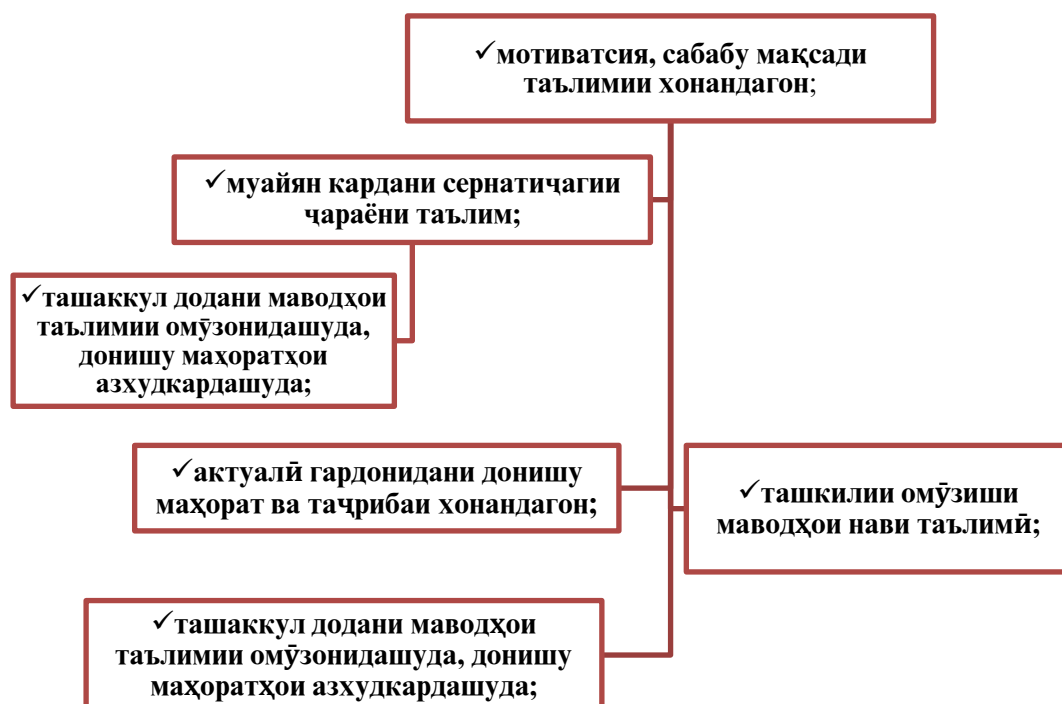 ✓мотиватсия, сабабу мақсади
таълимии хонандагон;
✓муайян кардани сернатиҷагии
ҷараёни таълим;
✓ташаккул додани маводҳои
таълимии омӯзонидашуда,
донишу маҳоратҳои
азхудкардашуда;
✓актуалӣ гардонидани донишу
маҳорат ва таҷрибаи хонандагон;
✓ташкилии омӯзиши
маводҳои нави таълимӣ;
✓ташаккул додани маводҳои
таълимии омӯзонидашуда, донишу
маҳоратҳои азхудкардашуда;